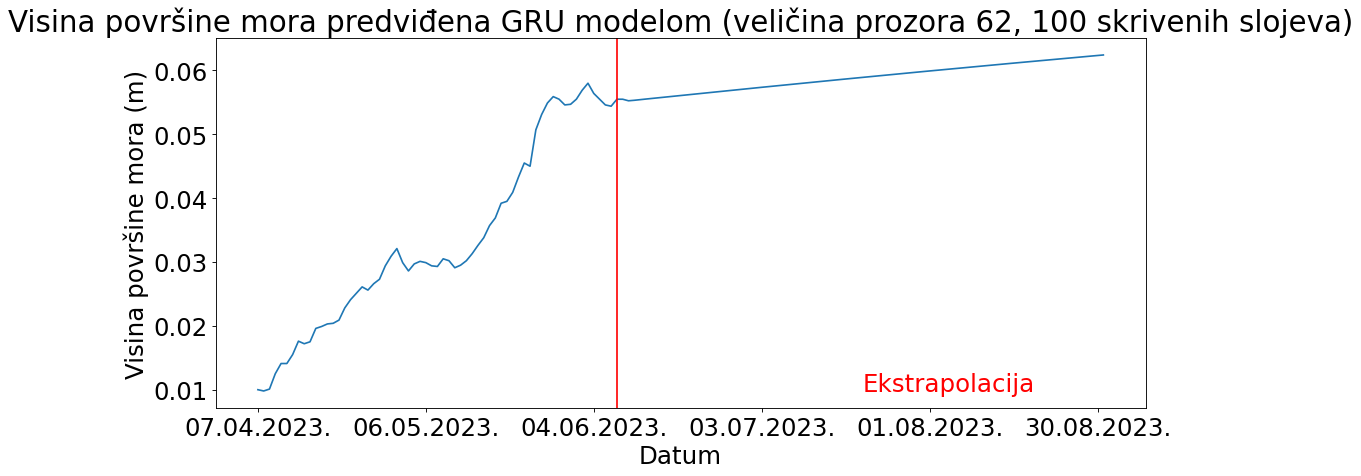 Visina površine mora predviđena GRU modelom (veličina prozora 62, 100 skrivenih slojeva)
Visina površine mora (m)
0.06
0.05
0.04
0.03
0.02
0.01
Ekstrapolacija
07.04.2023. 06.05.2023. 04.06.2023. 03.07.2023. 01.08.2023. 30.08.2023.
Datum